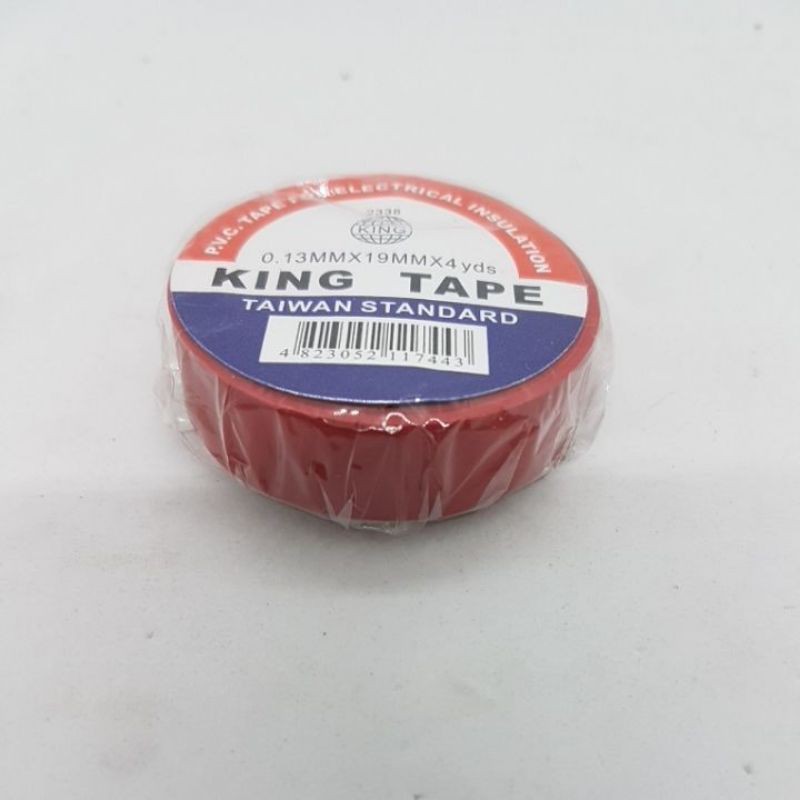 P.V.C. TAPE FOR ELECTRICAL INSULATION
2338
KING
0.13MMX19MMX4yds
KING TAPE
TAIWAN STANDARD
4 823052 117443